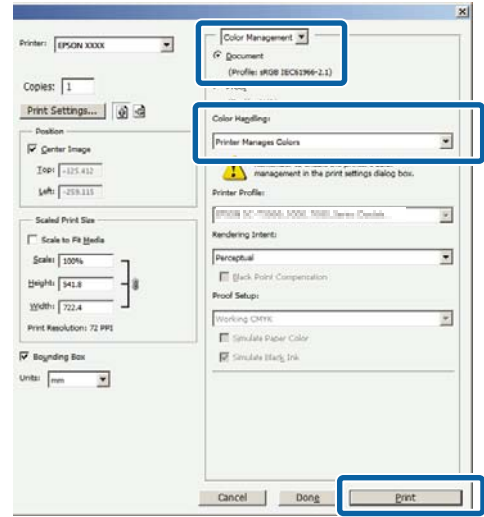 Printer: EPSON XXXX
Copies: 1
Print Settings...
Position
Center Image
Top: -125.412
Left: -259.115
Scaled Print Size
Scale to Fit Media
Scale: 100%
Height: 541.8
Width: 722.4
Print Resolution: 72 PPI
Bounding Box
Units: mm
Color Management
Document
(Profile: sRGB IEC61966-2.1)
Color Handling:
Printer Manages Colors
management in the print settings dialog box.
Printer Profile:
Rendering Intent:
Perceptual
Black Point Compensation
Proof Setup:
Working CMYK
Simulate Paper Color
Simulate Black Ink
Cancel
Done
Print